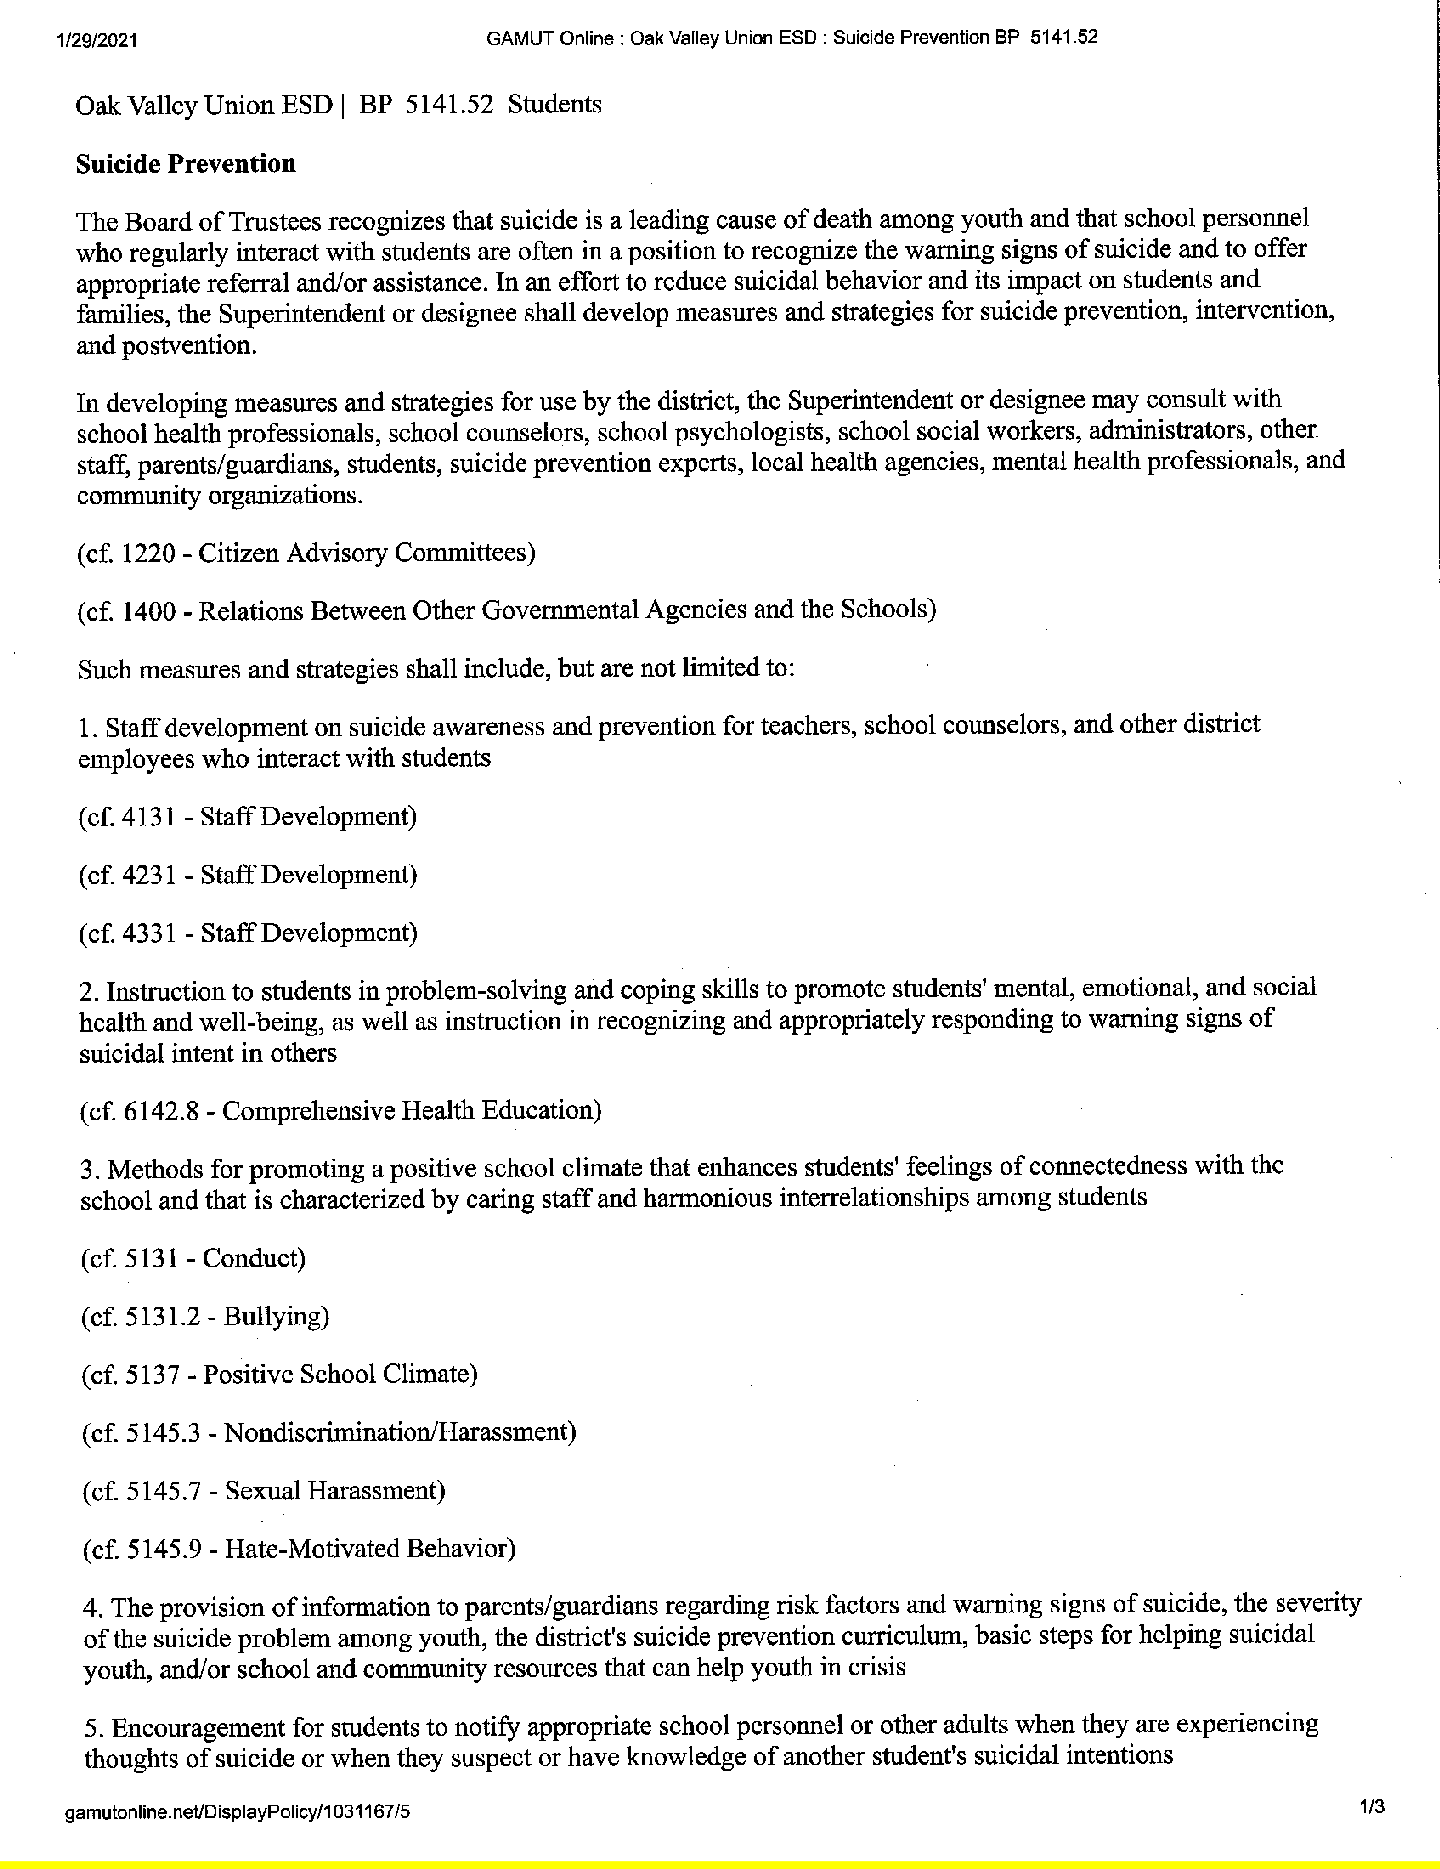 1/29/2021 GAMUT Online : Oak Valley Union ESD : Suicide Prevention BP 5141.52
Oak Valley Union ESD | BP 5141.52 Students
Suicide Prevention
The Board of Trustees recognizes that suicide is a leading cause of death among youth and that school personnel
who regularly interact with students are often in a position to recognize the warning signs of suicide and to offer
appropriate referral and/or assistance. In an effort to reduce suicidal behavior and its impact on students and
families, the Superintendent or designee shall develop measures and strategies for suicide prevention, intervention,
and postvention.
In developing measures and strategies for use by the district, the Superintendent or designee may consult with
school health professionals, school counselors, school psychologists, school social workers, administrators, other
staff, parents/guardians, students, suicide prevention experts, local health agencies, mental health professionals, and
community organizations.
(cf. 1220 - Citizen Advisory Committees)
(cf. 1400 - Relations Between Other Governmental Agencies and the Schools)
Such measures and strategies shall include, but are not limited to:
1. Staff development on suicide awareness and prevention for teachers, school counselors, and other district
employees who interact with students
(cf. 4131 - Staff Development)
(cf. 4231 - Staff Development)
(cf. 4331 - Staff Development)
2. Instruction to students in problem-solving and coping skills to promote students' mental, emotional, and social
health and well-being, as well as instruction in recognizing and appropriately responding to warning signs of
suicidal intent in others
(cf. 6142.8 - Comprehensive Health Education)
3. Methods for promoting a positive school climate that enhances students' feelings of connectedness with the
school and that is characterized by caring staff and harmonious interrelationships among students
(cf. 5131 - Conduct)
(cf. 5131.2 - Bullying)
(cf. 5137 - Positive School Climate)
(cf. 5145.3 - Nondiscrimination/Harassment)
(cf. 5145.7 - Sexual Harassment)
(cf. 5145.9 - Hate-Motivated Behavior)
4. The provision of information to parents/guardians regarding risk factors and warning signs of suicide, the severity
of the suicide problem among youth, the district's suicide prevention curriculum, basic steps for helping suicidal
youth, and/or school and community resources that can help youth in crisis
5. Encouragement for students to notify appropriate school personnel or other adults when they are experiencing
thoughts of suicide or when they suspect or have knowledge of another student's suicidal intentions
gamutonline.net/DisplayPolicy/1031167/5 1/3